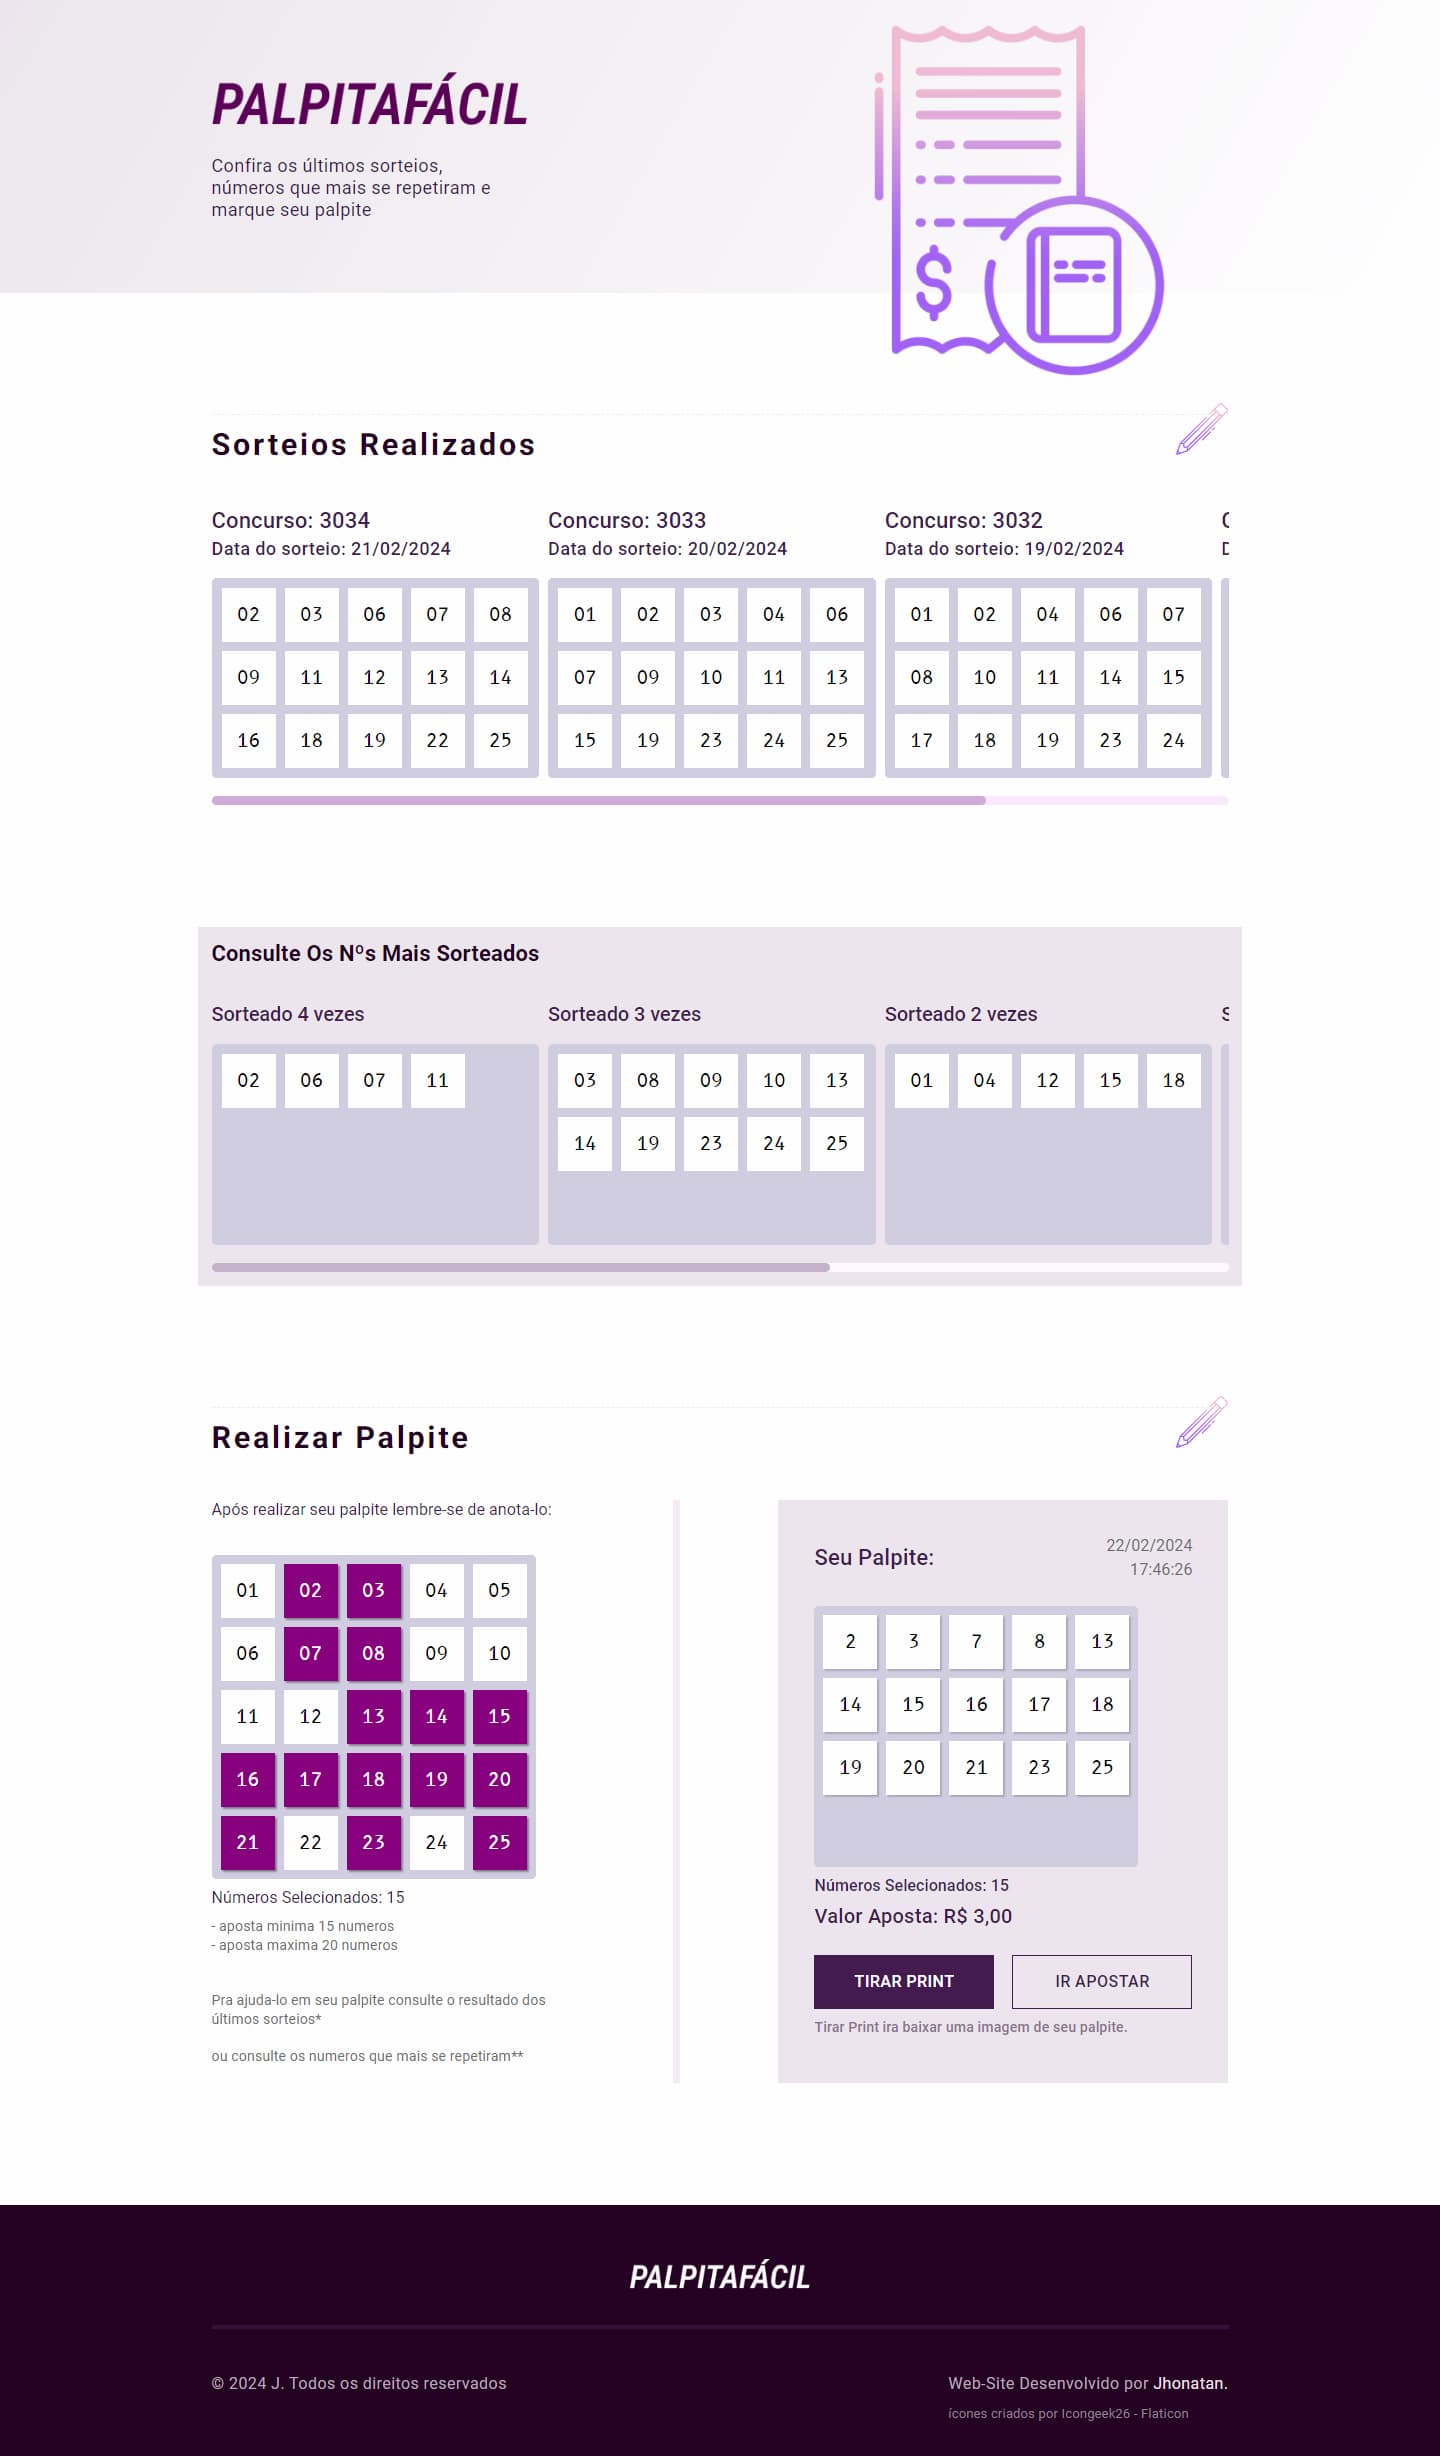 PALPITAFÁCIL
Confira os últimos sorteios,
números que mais se repetiram e
marque seu palpite
$
Sorteios Realizados
Concurso: 3034
Data do sorteio: 21/02/2024
02 03 06 07 08
09 11 12 13 14
16 18 19 22 25
Concurso: 3033
Data do sorteio: 20/02/2024
01 02 03 04 06
07 09 10 11 13
15 19 23 24 25
Concurso: 3032
Data do sorteio: 19/02/2024
01 02 04 06 07
08 10 11 14 15
17 18 19 23 24
Consulte Os Nºs Mais Sorteados
Sorteado 4 vezes
02 06 07 11
Sorteado 3 vezes
03 08 09 10 13
14 19 23 24 25
Sorteado 2 vezes
01 04 12 15 18
Realizar Palpite
Após realizar seu palpite lembre-se de anota-lo:
01 02 03 04 05
06 07 08 09 10
11 12 13 14 15
16 17 18 19 20
21 22 23 24 25
Números Selecionados: 15
- aposta minima 15 numeros
- aposta maxima 20 numeros
Pra ajuda-lo em seu palpite consulte o resultado dos
últimos sorteios*
ou consulte os numeros que mais se repetiram**
Seu Palpite:
22/02/2024
17:46:26
2 3 7 8 13
14 15 16 17 18
19 20 21 23 25
Números Selecionados: 15
Valor Aposta: R$ 3,00
TIRAR PRINT
IR APOSTAR
Tirar Print ira baixar uma imagem de seu palpite.
PALPITAFÁCIL
© 2024 J. Todos os direitos reservados
Web-Site Desenvolvido por Jhonatan.
ícones criados por Icongeek26 - Flaticon